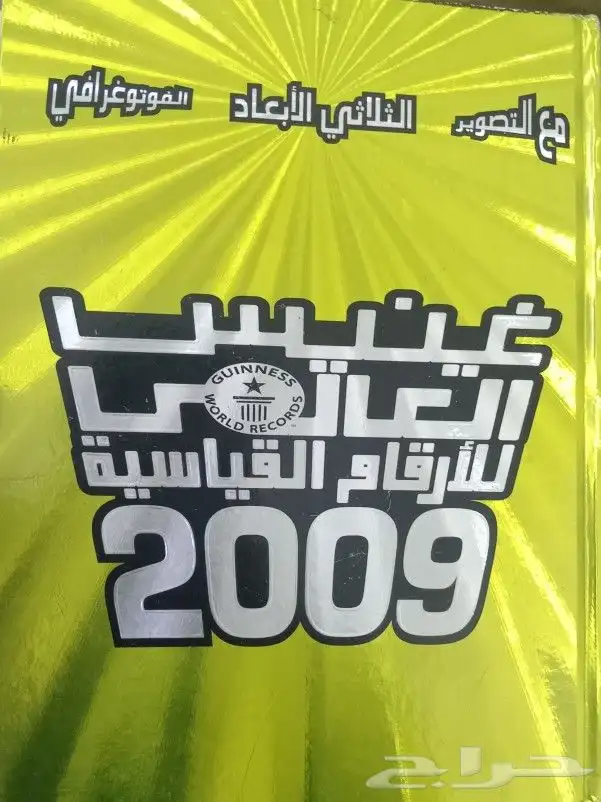 مع التصوير الثلاثي الأبعاد الفوتوغرافي
غينيس
العالمي
GUINNESS
WORLD RECORDS
للأرقام القياسية
2009
حراج